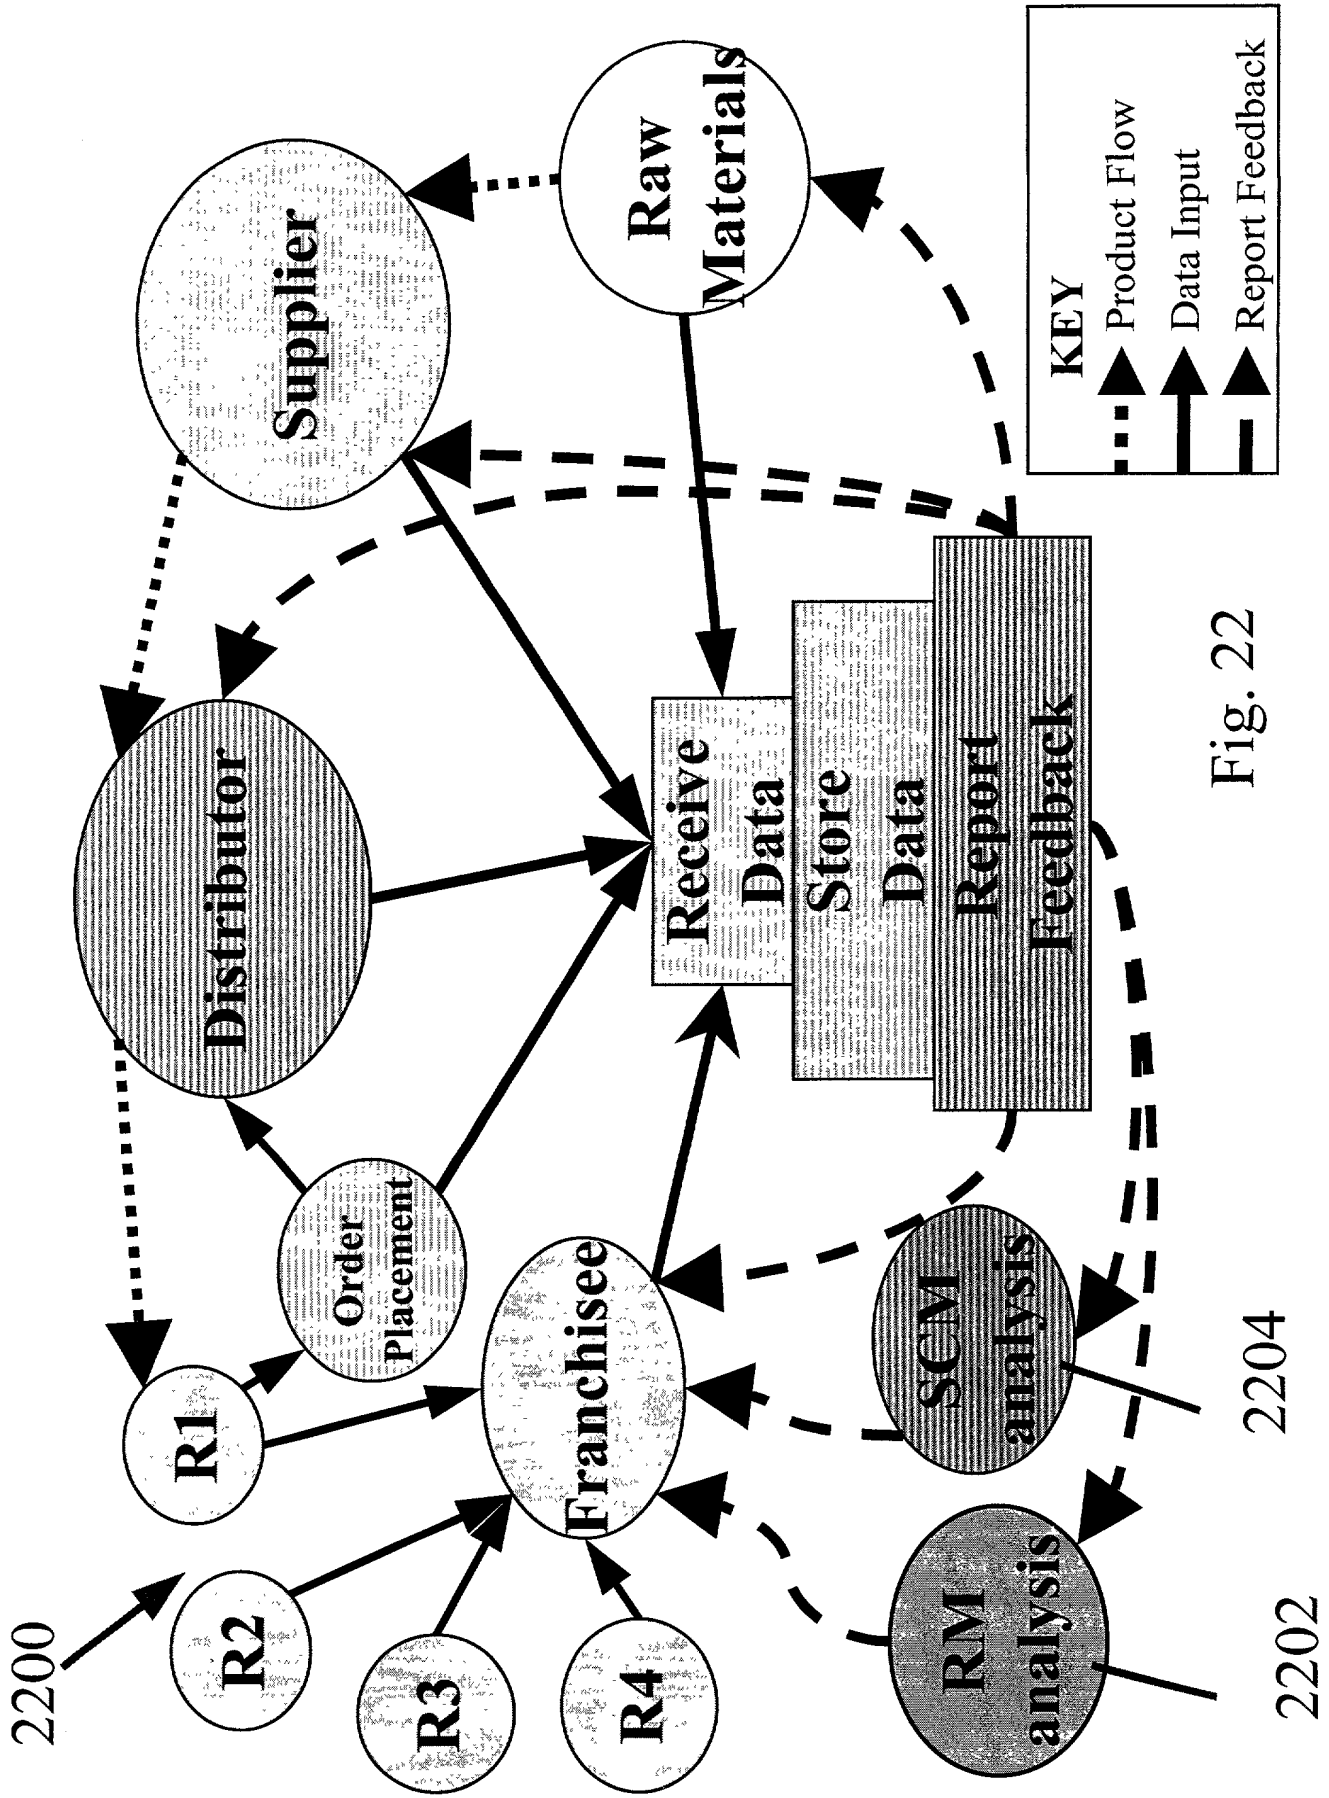 2200
R1
R2
R3
R4
Order
Placement
Distributor
Supplier
Franchisee
Receive
Data
Store
Data
Report
Feedback
Raw
Materials
RM
analysis
SCM
analysis
2202
2204
Fig. 22
KEY
Product Flow
Data Input
Report Feedback